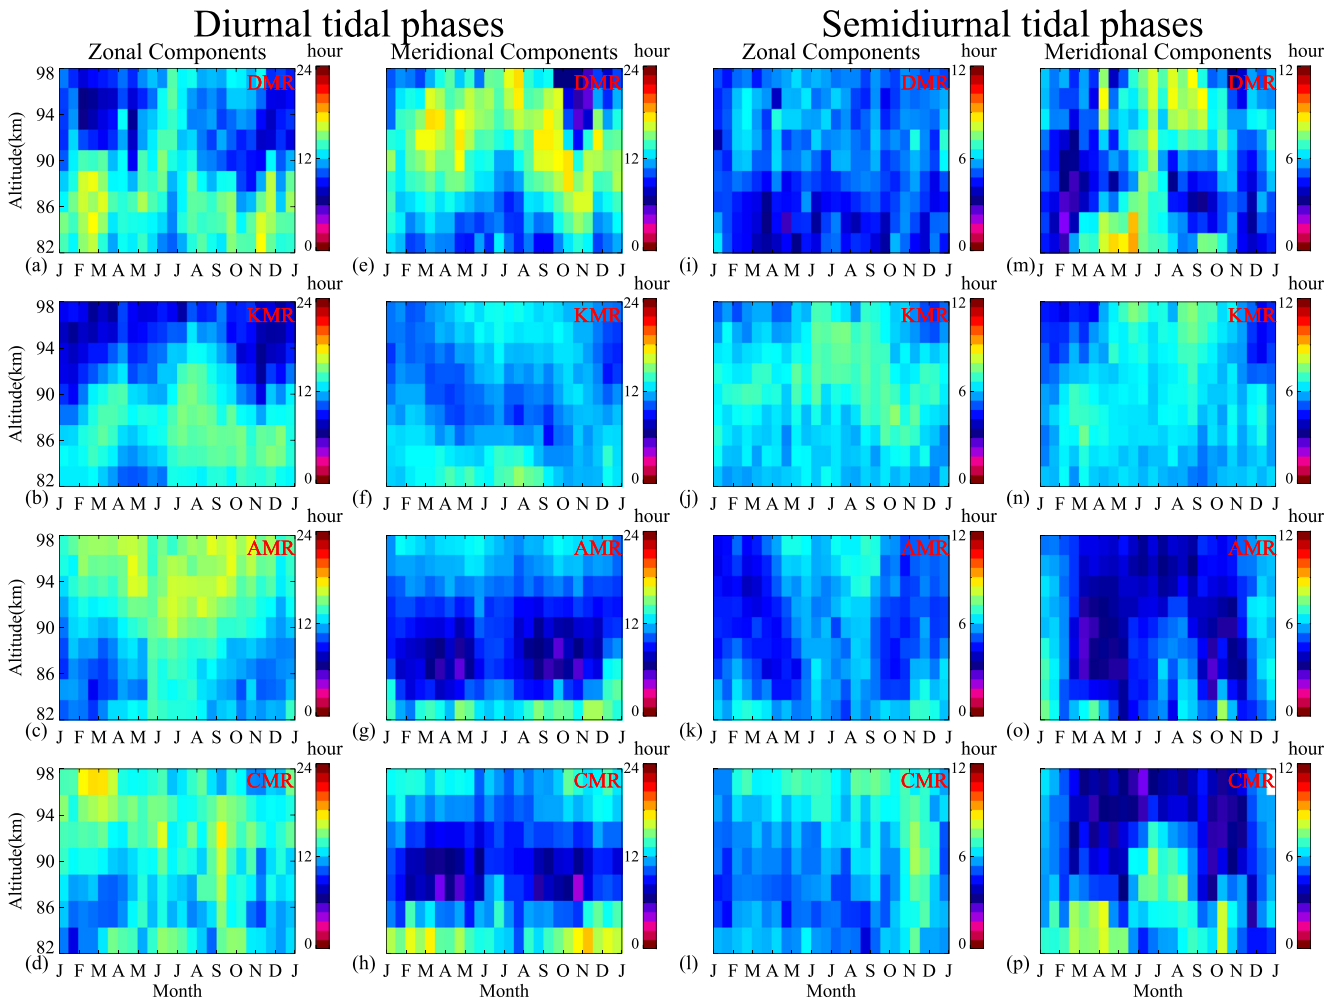 Diurnal tidal phases Semidiurnal tidal phases
Zonal Components hour Meridional Components hour Zonal Components hour Meridional Components hour
98 DMR 24 DMR 24 DMR 12 DMR 12
94
Altitude(km)
90 12 12 6 6
86
82 0 0 0 0
(a) J F M A M J J A S O N D J (e) J F M A M J J A S O N D J (i) J F M A M J J A S O N D J (m) J F M A M J J A S O N D J
hour hour hour hour
98 KMR 24 KMR 24 KMR 12 KMR 12
94
Altitude(km)
90 12 12 6 6
86
82 0 0 0 0
(b) J F M A M J J A S O N D J (f) J F M A M J J A S O N D J (j) J F M A M J J A S O N D J (n) J F M A M J J A S O N D J
hour hour hour hour
98 AMR 24 AMR 24 AMR 12 AMR 12
94
Altitude(km)
90 12 12 6 6
86
82 0 0 0 0
(c) J F M A M J J A S O N D J (g) J F M A M J J A S O N D J (k) J F M A M J J A S O N D J (o) J F M A M J J A S O N D J
hour hour hour hour
98 CMR 24 CMR 24 CMR 12 CMR 12
94
Altitude(km)
90 12 12 6 6
86
82 0 0 0 0
(d) J F M A M J J A S O N D J (h) J F M A M J J A S O N D J (l) J F M A M J J A S O N D J (p) J F M A M J J A S O N D J
Month Month Month Month